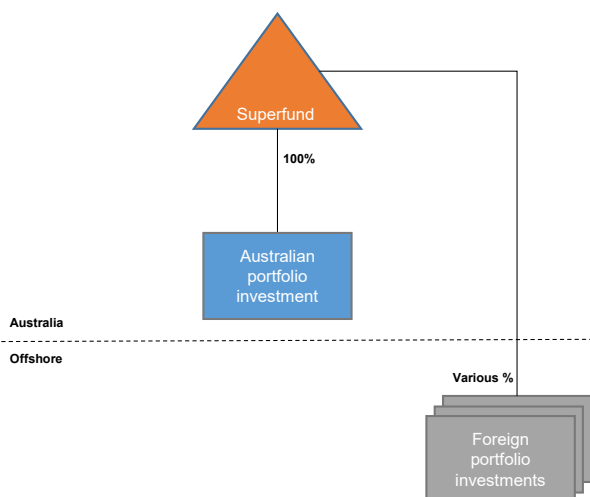 Superfund
100%
Australian
portfolio
investment
Australia
Offshore
Various %
Foreign
portfolio
investments